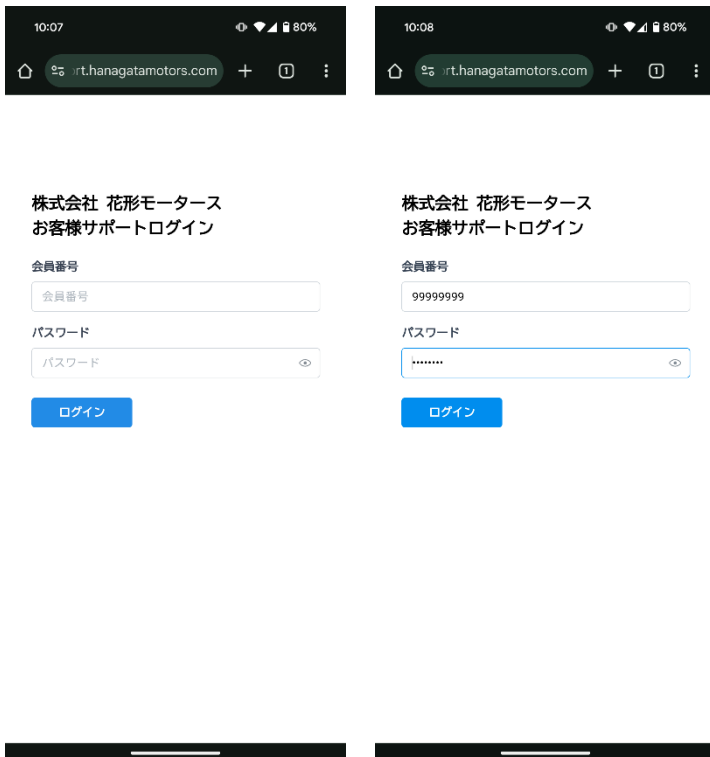 10:07
80%
rt.hanagatamotors.com
1
株式会社 花形モータース
お客様サポートログイン
会員番号
会員番号
パスワード
パスワード
ログイン
10:08
80%
rt.hanagatamotors.com
1
株式会社 花形モータース
お客様サポートログイン
会員番号
99999999
パスワード
••••••••
ログイン